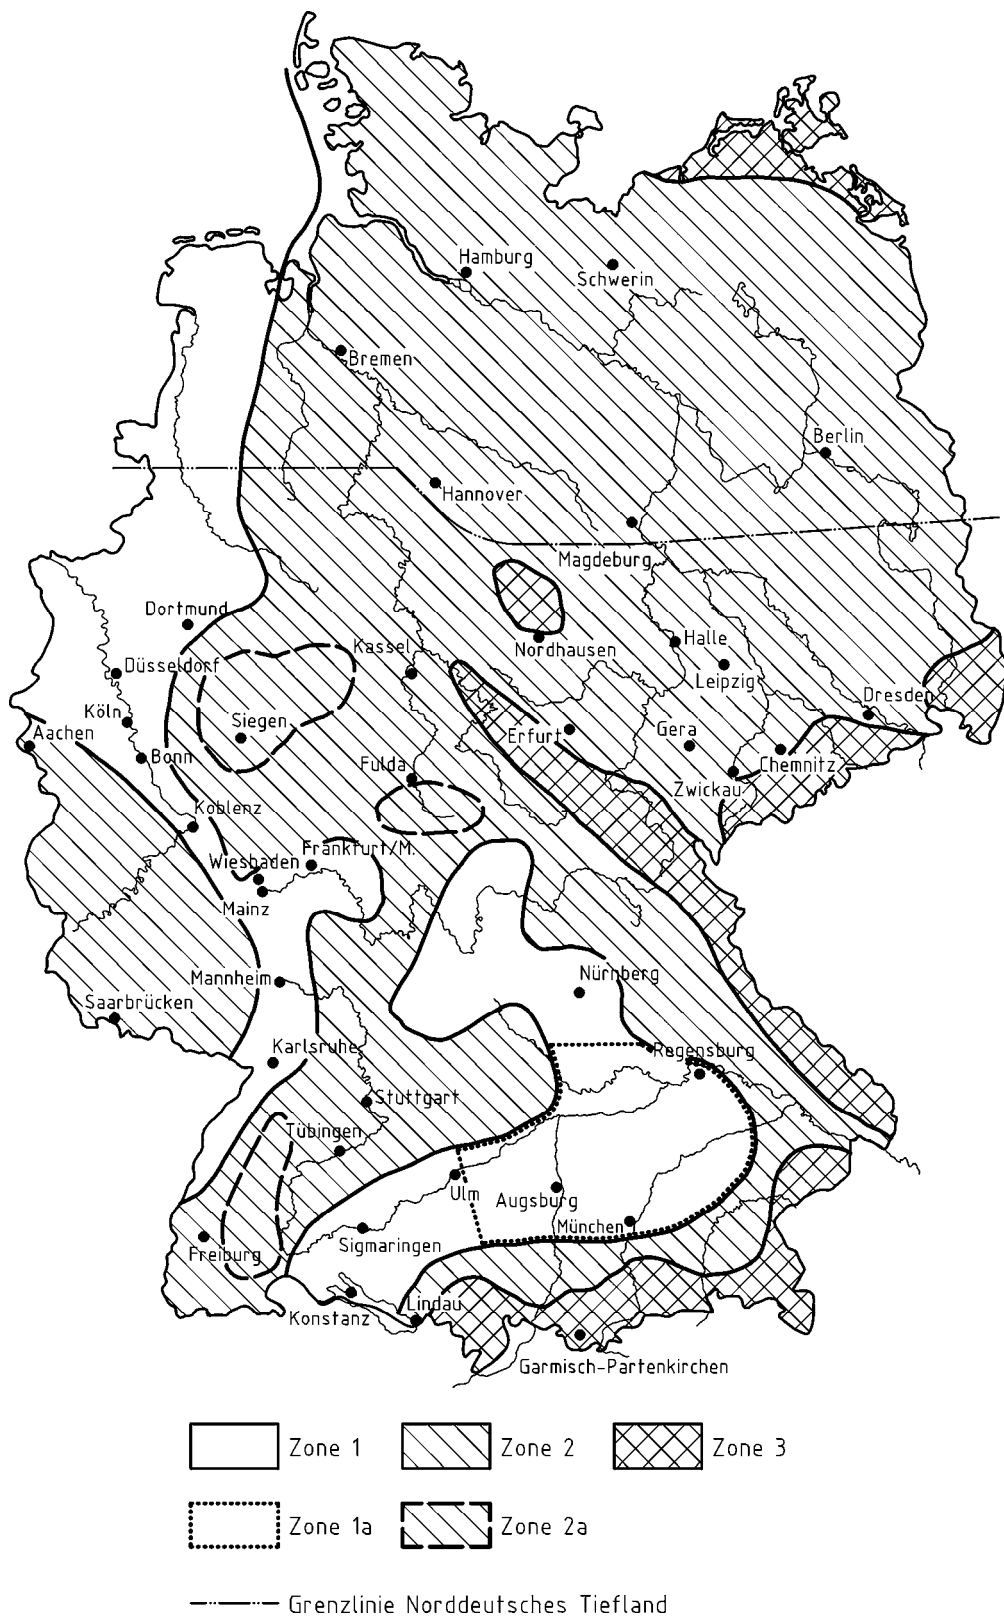 Hamburg
Schwerin
Bremen
Berlin
Hannover
Magdeburg
Dortmund
Nordhausen
Halle
Kassel
Düsseldorf
Leipzig
Dresden
Köln
Siegen
Erfurt
Gera
Aachen
Bonn
Fulda
Chemnitz
Zwickau
Koblenz
Frankfurt/M.
Wiesbaden
Mainz
Mannheim
Nürnberg
Saarbrücken
Karlsruhe
Regensburg
Stuttgart
Tübingen
Ulm
Augsburg
München
Freiburg
Sigmaringen
Konstanz
Lindau
Garmisch-Partenkirchen
Zone 1
Zone 2
Zone 3
Zone 1a
Zone 2a
Grenzlinie Norddeutsches Tiefland